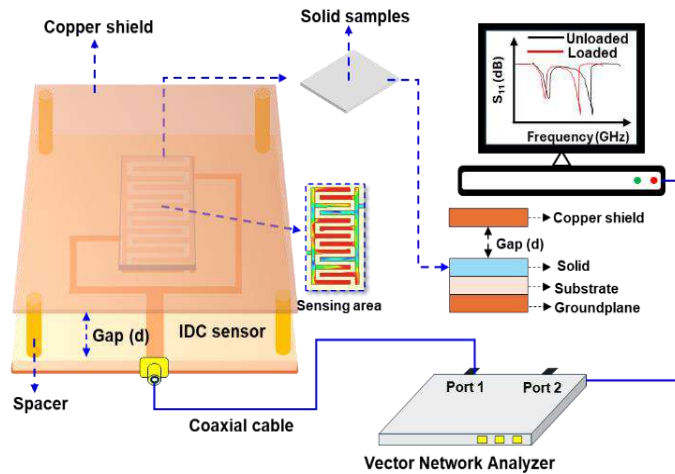 Copper shield
Solid samples
Unloaded
Loaded
S₁₁ (dB)
Frequency (GHz)
Copper shield
Gap (d)
Solid
Substrate
Groundplane
Sensing area
Gap (d)
IDC sensor
Spacer
Coaxial cable
Port 1
Port 2
Vector Network Analyzer